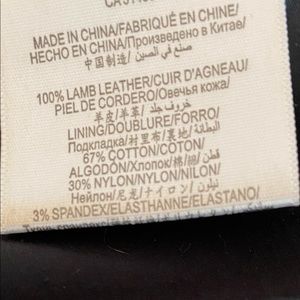 MADE IN CHINA/FABRIQUÉ EN CHINE/
HECHO EN CHINA/Произведено в Китае/
中国制造/ صنع في الصين/
100% LAMB LEATHER/CUIR D'AGNEAU/
PIEL DE CORDERO/Овечья кожа/
羊皮/羊革/ خروف جلد/
LINING/DOUBLURE/FORRO/
Подкладка/衬里布/裏地/ البطانة/
67% COTTON/COTON/
ALGODÓN/Хлопок/棉/綿/ قطن/
30% NYLON/NYLON/NILON/
Нейлон/尼龙/ナイロン/ نيلون/
3% SPANDEX/ELASTHANNE/ELASTANO/